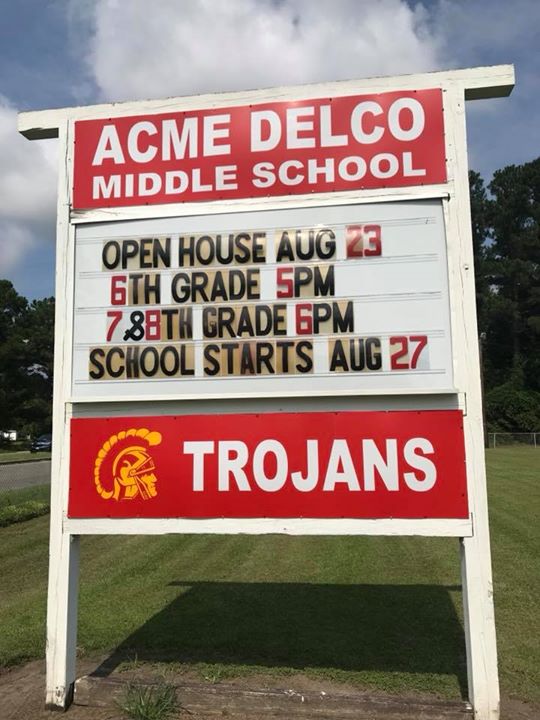 ACME DELCO
MIDDLE SCHOOL
OPEN HOUSE AUG 23
6TH GRADE 5PM
7 &8TH GRADE 6PM
SCHOOL STARTS AUG 27
TROJANS